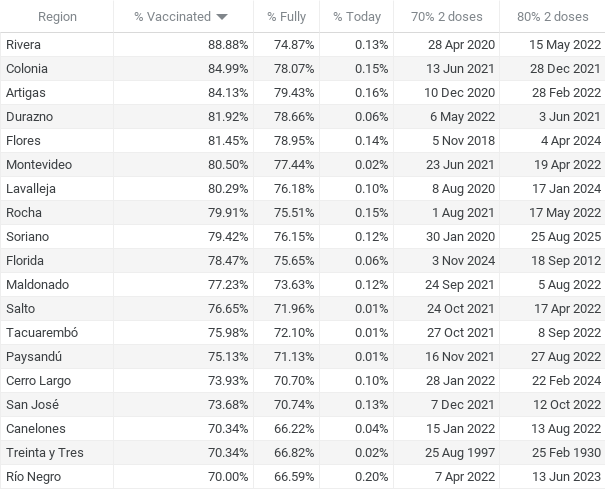 Region % Vaccinated % Fully % Today 70% 2 doses 80% 2 doses
Rivera 88.88% 74.87% 0.13% 28 Apr 2020 15 May 2022
Colonia 84.99% 78.07% 0.15% 13 Jun 2021 28 Dec 2021
Artigas 84.13% 79.43% 0.16% 10 Dec 2020 28 Feb 2022
Durazno 81.92% 78.66% 0.06% 6 May 2022 3 Jun 2021
Flores 81.45% 78.95% 0.14% 5 Nov 2018 4 Apr 2024
Montevideo 80.50% 77.44% 0.02% 23 Jun 2021 19 Apr 2022
Lavalleja 80.29% 76.18% 0.10% 8 Aug 2020 17 Jan 2024
Rocha 79.91% 75.51% 0.15% 1 Aug 2021 17 May 2022
Soriano 79.42% 76.15% 0.12% 30 Jan 2020 25 Aug 2025
Florida 78.47% 75.65% 0.06% 3 Nov 2024 18 Sep 2012
Maldonado 77.23% 73.63% 0.12% 24 Sep 2021 5 Aug 2022
Salto 76.65% 71.96% 0.01% 24 Oct 2021 17 Apr 2022
Tacuarembó 75.98% 72.10% 0.01% 27 Oct 2021 8 Sep 2022
Paysandú 75.13% 71.13% 0.01% 16 Nov 2021 27 Aug 2022
Cerro Largo 73.93% 70.70% 0.10% 28 Jan 2022 22 Feb 2024
San José 73.68% 70.74% 0.13% 7 Dec 2021 12 Oct 2022
Canelones 70.34% 66.22% 0.04% 15 Jan 2022 13 Aug 2022
Treinta y Tres 70.34% 66.82% 0.02% 25 Aug 1997 25 Feb 1930
Río Negro 70.00% 66.59% 0.20% 7 Apr 2022 13 Jun 2023